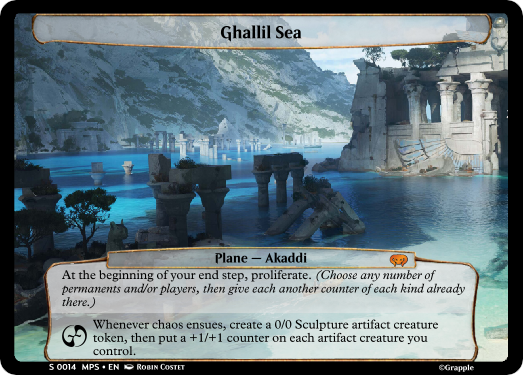 Ghallil Sea
Plane — Akaddi
At the beginning of your end step, proliferate. (Choose any number of
permanents and/or players, then give each another counter of each kind already
there.)
Whenever chaos ensues, create a 0/0 Sculpture artifact creature
token, then put a +1/+1 counter on each artifact creature you
control.
S 0014 MPS • EN Robin Costet
©Grapple